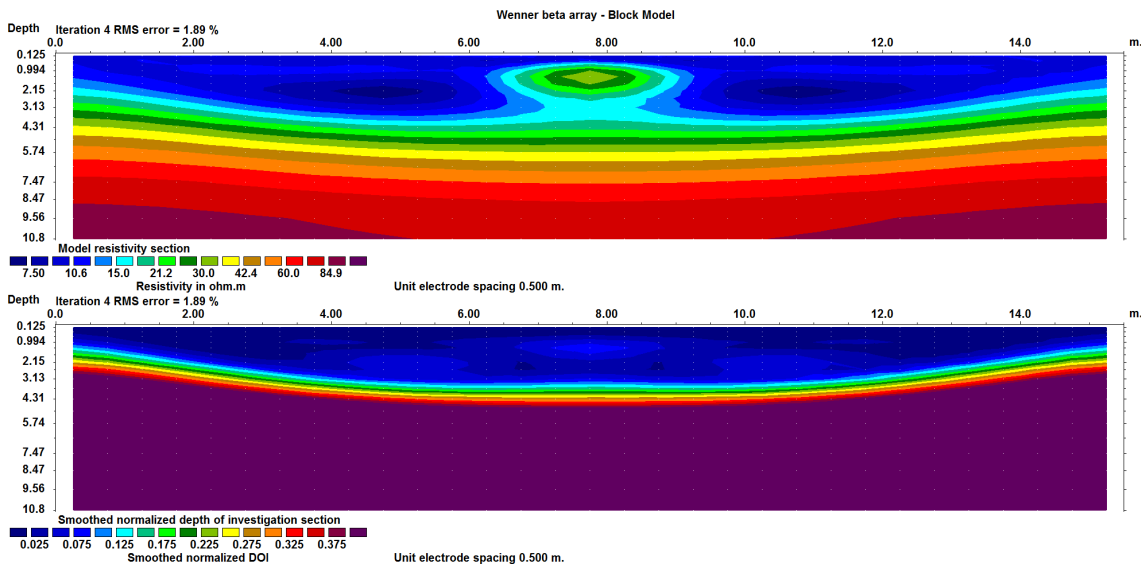 Wenner beta array - Block Model
Depth Iteration 4 RMS error = 1.89 %
0.0 2.00 4.00 6.00 8.00 10.0 12.0 14.0 m.
0.125
0.994
2.15
3.13
4.31
5.74
7.47
8.47
9.56
10.8
Model resistivity section
7.50 10.6 15.0 21.2 30.0 42.4 60.0 84.9
Resistivity in ohm.m Unit electrode spacing 0.500 m.
Depth Iteration 4 RMS error = 1.89 %
0.0 2.00 4.00 6.00 8.00 10.0 12.0 14.0 m.
0.125
0.994
2.15
3.13
4.31
5.74
7.47
8.47
9.56
10.8
Smoothed normalized depth of investigation section
0.025 0.075 0.125 0.175 0.225 0.275 0.325 0.375
Smoothed normalized DOI Unit electrode spacing 0.500 m.